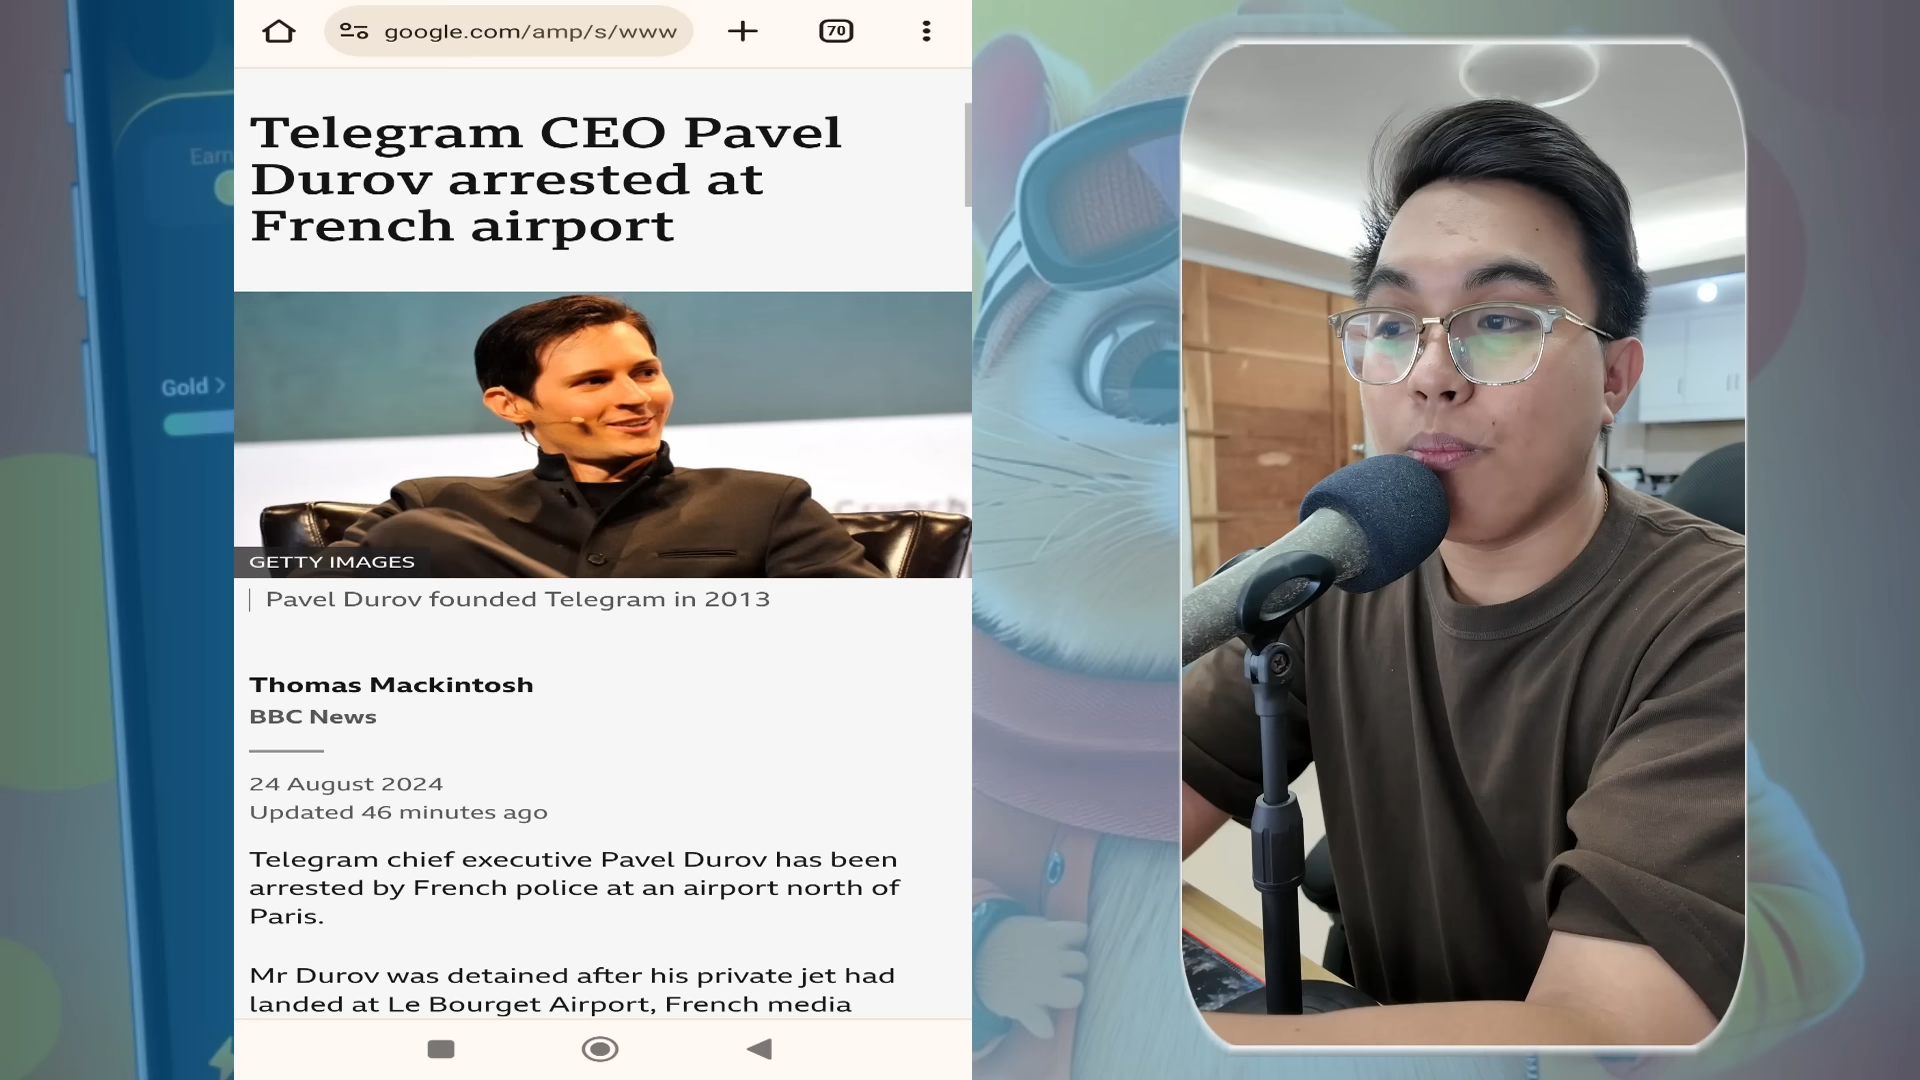 google.com/amp/s/www
70
Telegram CEO Pavel
Durov arrested at
French airport
GETTY IMAGES
Pavel Durov founded Telegram in 2013
Thomas Mackintosh
BBC News
24 August 2024
Updated 46 minutes ago
Telegram chief executive Pavel Durov has been
arrested by French police at an airport north of
Paris.
Mr Durov was detained after his private jet had
landed at Le Bourget Airport, French media
Earn
Gold >